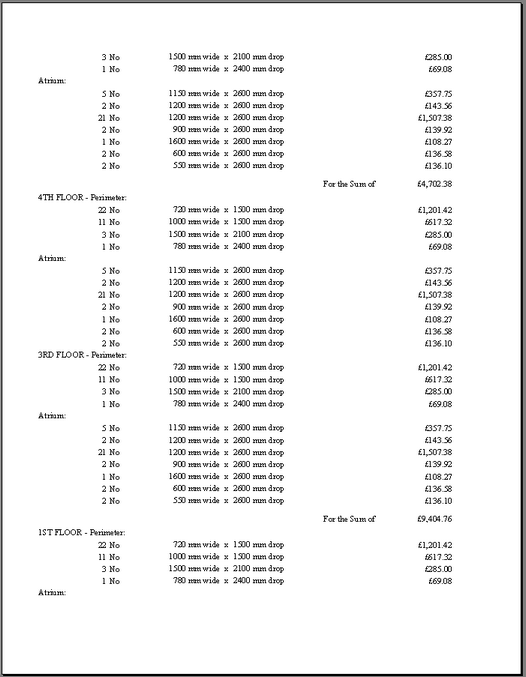 3 No 1500 mm wide x 2100 mm drop £285.00
1 No 780 mm wide x 2400 mm drop £69.08
Atrium:
5 No 1150 mm wide x 2600 mm drop £357.75
2 No 1200 mm wide x 2600 mm drop £143.56
21 No 1200 mm wide x 2600 mm drop £1,507.38
2 No 900 mm wide x 2600 mm drop £139.92
1 No 1600 mm wide x 2600 mm drop £108.27
2 No 600 mm wide x 2600 mm drop £136.58
2 No 550 mm wide x 2600 mm drop £136.10
For the Sum of £4,702.38
4TH FLOOR - Perimeter:
22 No 720 mm wide x 1500 mm drop £1,201.42
11 No 1000 mm wide x 1500 mm drop £617.32
3 No 1500 mm wide x 2100 mm drop £285.00
1 No 780 mm wide x 2400 mm drop £69.08
Atrium:
5 No 1150 mm wide x 2600 mm drop £357.75
2 No 1200 mm wide x 2600 mm drop £143.56
21 No 1200 mm wide x 2600 mm drop £1,507.38
2 No 900 mm wide x 2600 mm drop £139.92
1 No 1600 mm wide x 2600 mm drop £108.27
2 No 600 mm wide x 2600 mm drop £136.58
2 No 550 mm wide x 2600 mm drop £136.10
3RD FLOOR - Perimeter:
22 No 720 mm wide x 1500 mm drop £1,201.42
11 No 1000 mm wide x 1500 mm drop £617.32
3 No 1500 mm wide x 2100 mm drop £285.00
1 No 780 mm wide x 2400 mm drop £69.08
Atrium:
5 No 1150 mm wide x 2600 mm drop £357.75
2 No 1200 mm wide x 2600 mm drop £143.56
21 No 1200 mm wide x 2600 mm drop £1,507.38
2 No 900 mm wide x 2600 mm drop £139.92
1 No 1600 mm wide x 2600 mm drop £108.27
2 No 600 mm wide x 2600 mm drop £136.58
2 No 550 mm wide x 2600 mm drop £136.10
For the Sum of £9,404.76
1ST FLOOR - Perimeter:
22 No 720 mm wide x 1500 mm drop £1,201.42
11 No 1000 mm wide x 1500 mm drop £617.32
3 No 1500 mm wide x 2100 mm drop £285.00
1 No 780 mm wide x 2400 mm drop £69.08
Atrium: